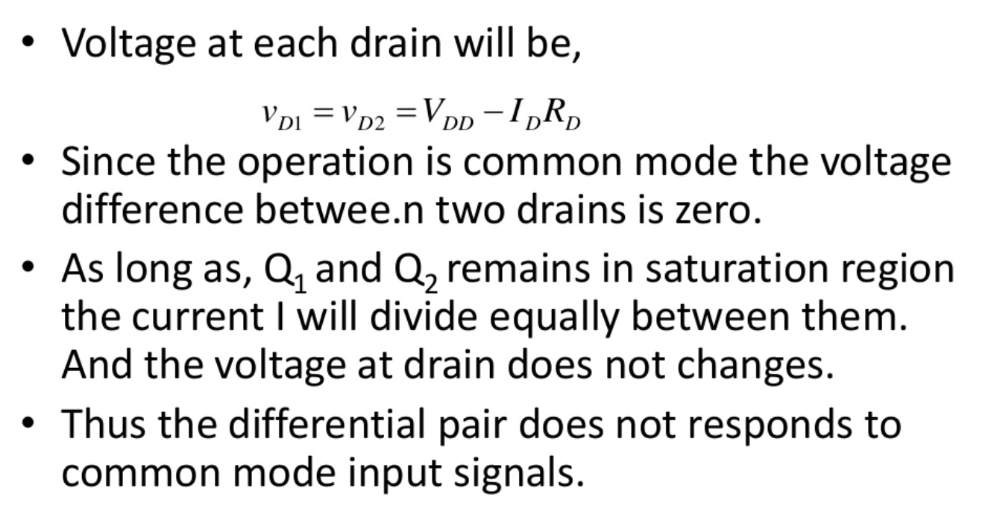 • Voltage at each drain will be,
v_{D1} = v_{D2} = V_{DD} − I_D R_D
• Since the operation is common mode the voltage
difference betwee.n two drains is zero.
• As long as, Q₁ and Q₂ remains in saturation region
the current I will divide equally between them.
And the voltage at drain does not changes.
• Thus the differential pair does not responds to
common mode input signals.